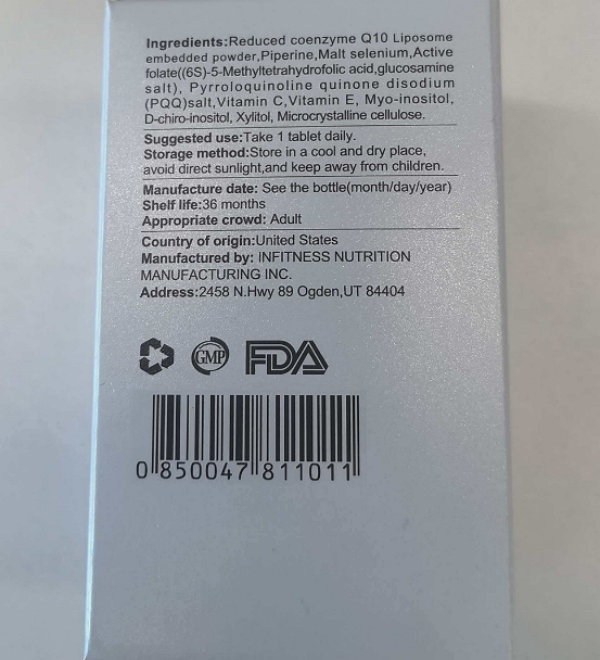 Ingredients:Reduced coenzyme Q10 Liposome
embedded powder,Piperine,Malt selenium,Active
folate((6S)-5-Methyltetrahydrofolic acid,glucosamine
salt), Pyrroloquinoline quinone disodium
(PQQ)salt,Vitamin C,Vitamin E, Myo-inositol,
D-chiro-inositol, Xylitol, Microcrystalline cellulose.
Suggested use:Take 1 tablet daily.
Storage method:Store in a cool and dry place,
avoid direct sunlight,and keep away from children.
Manufacture date: See the bottle(month/day/year)
Shelf life:36 months
Appropriate crowd: Adult
Country of origin:United States
Manufactured by: INFITNESS NUTRITION
MANUFACTURING INC.
Address:2458 N.Hwy 89 Ogden,UT 84404
GMP FDA
0 850047 811011